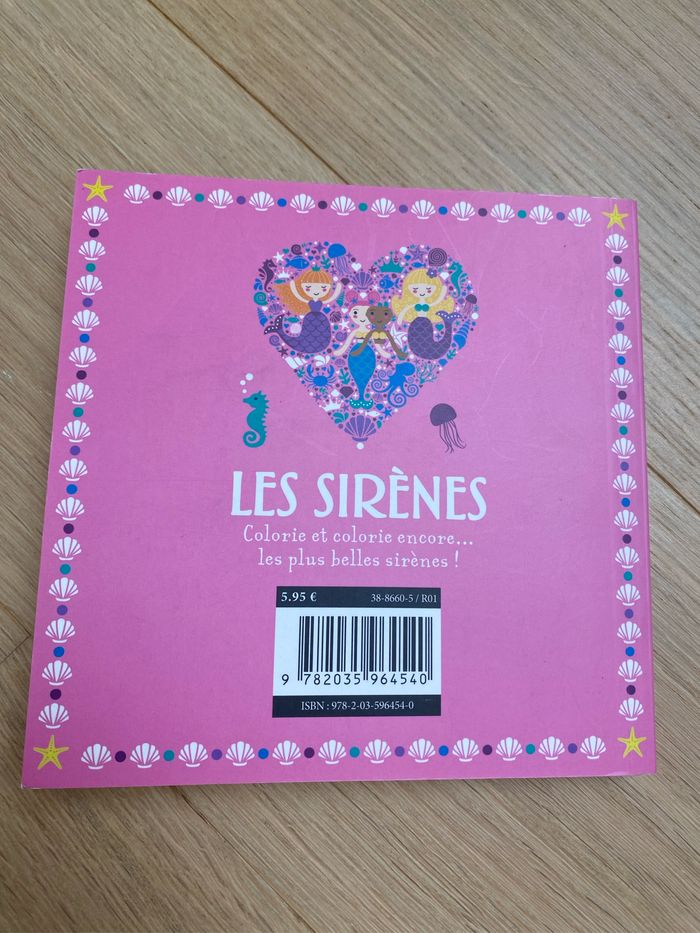 LES SIRÈNES
Colorie et colorie encore...
les plus belles sirènes !
5.95 € 38-8660-5 / R01
9 782035 964540
ISBN : 978-2-03-596454-0